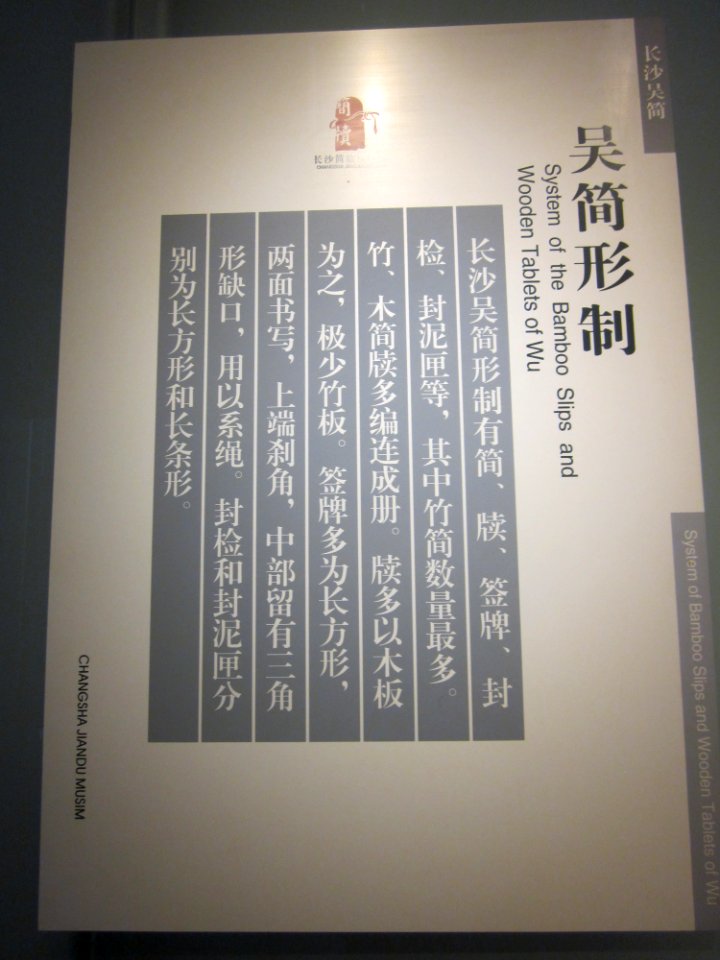 长沙吴简
吴简形制
System of the Bamboo Slips and
Wooden Tablets of Wu
长沙吴简形制有简、牍、签牌、封
检、封泥匣等，其中竹简数量最多。
竹、木简牍多编连成册。牍多以木板
为之，极少竹板。签牌多为长方形，
两面书写，上端刹角，中部留有三角
形缺口，用以系绳。封检和封泥匣分
别为长方形和长条形。
簡牘
长沙简
System of Bamboo Slips and Wooden Tablets of Wu
CHANGSHA JIANDU MUSIM